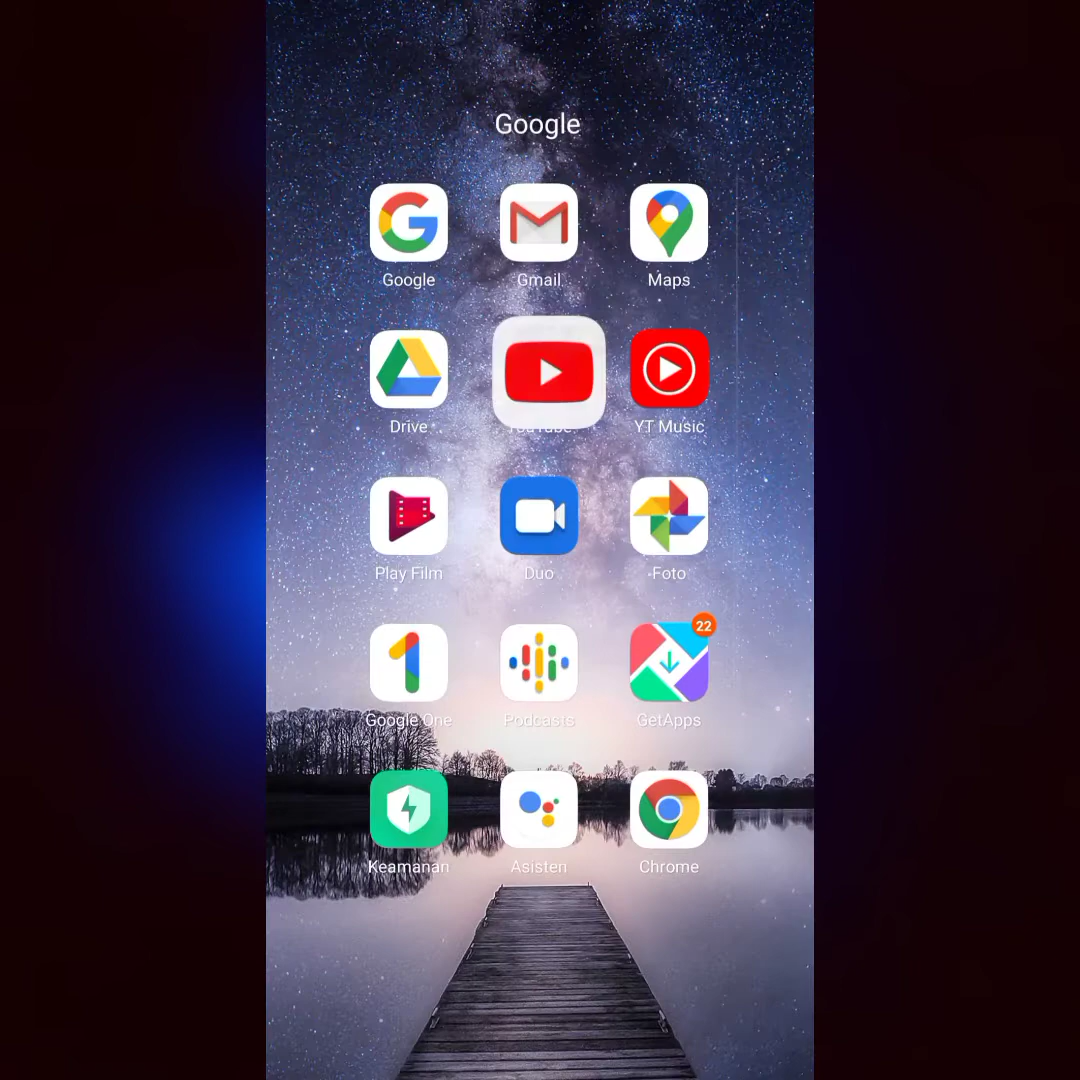 Google
Google Gmail Maps
Drive YouTube YT Music
Play Film Duo Foto
22
Google One Podcasts GetApps
Keamanan Asisten Chrome